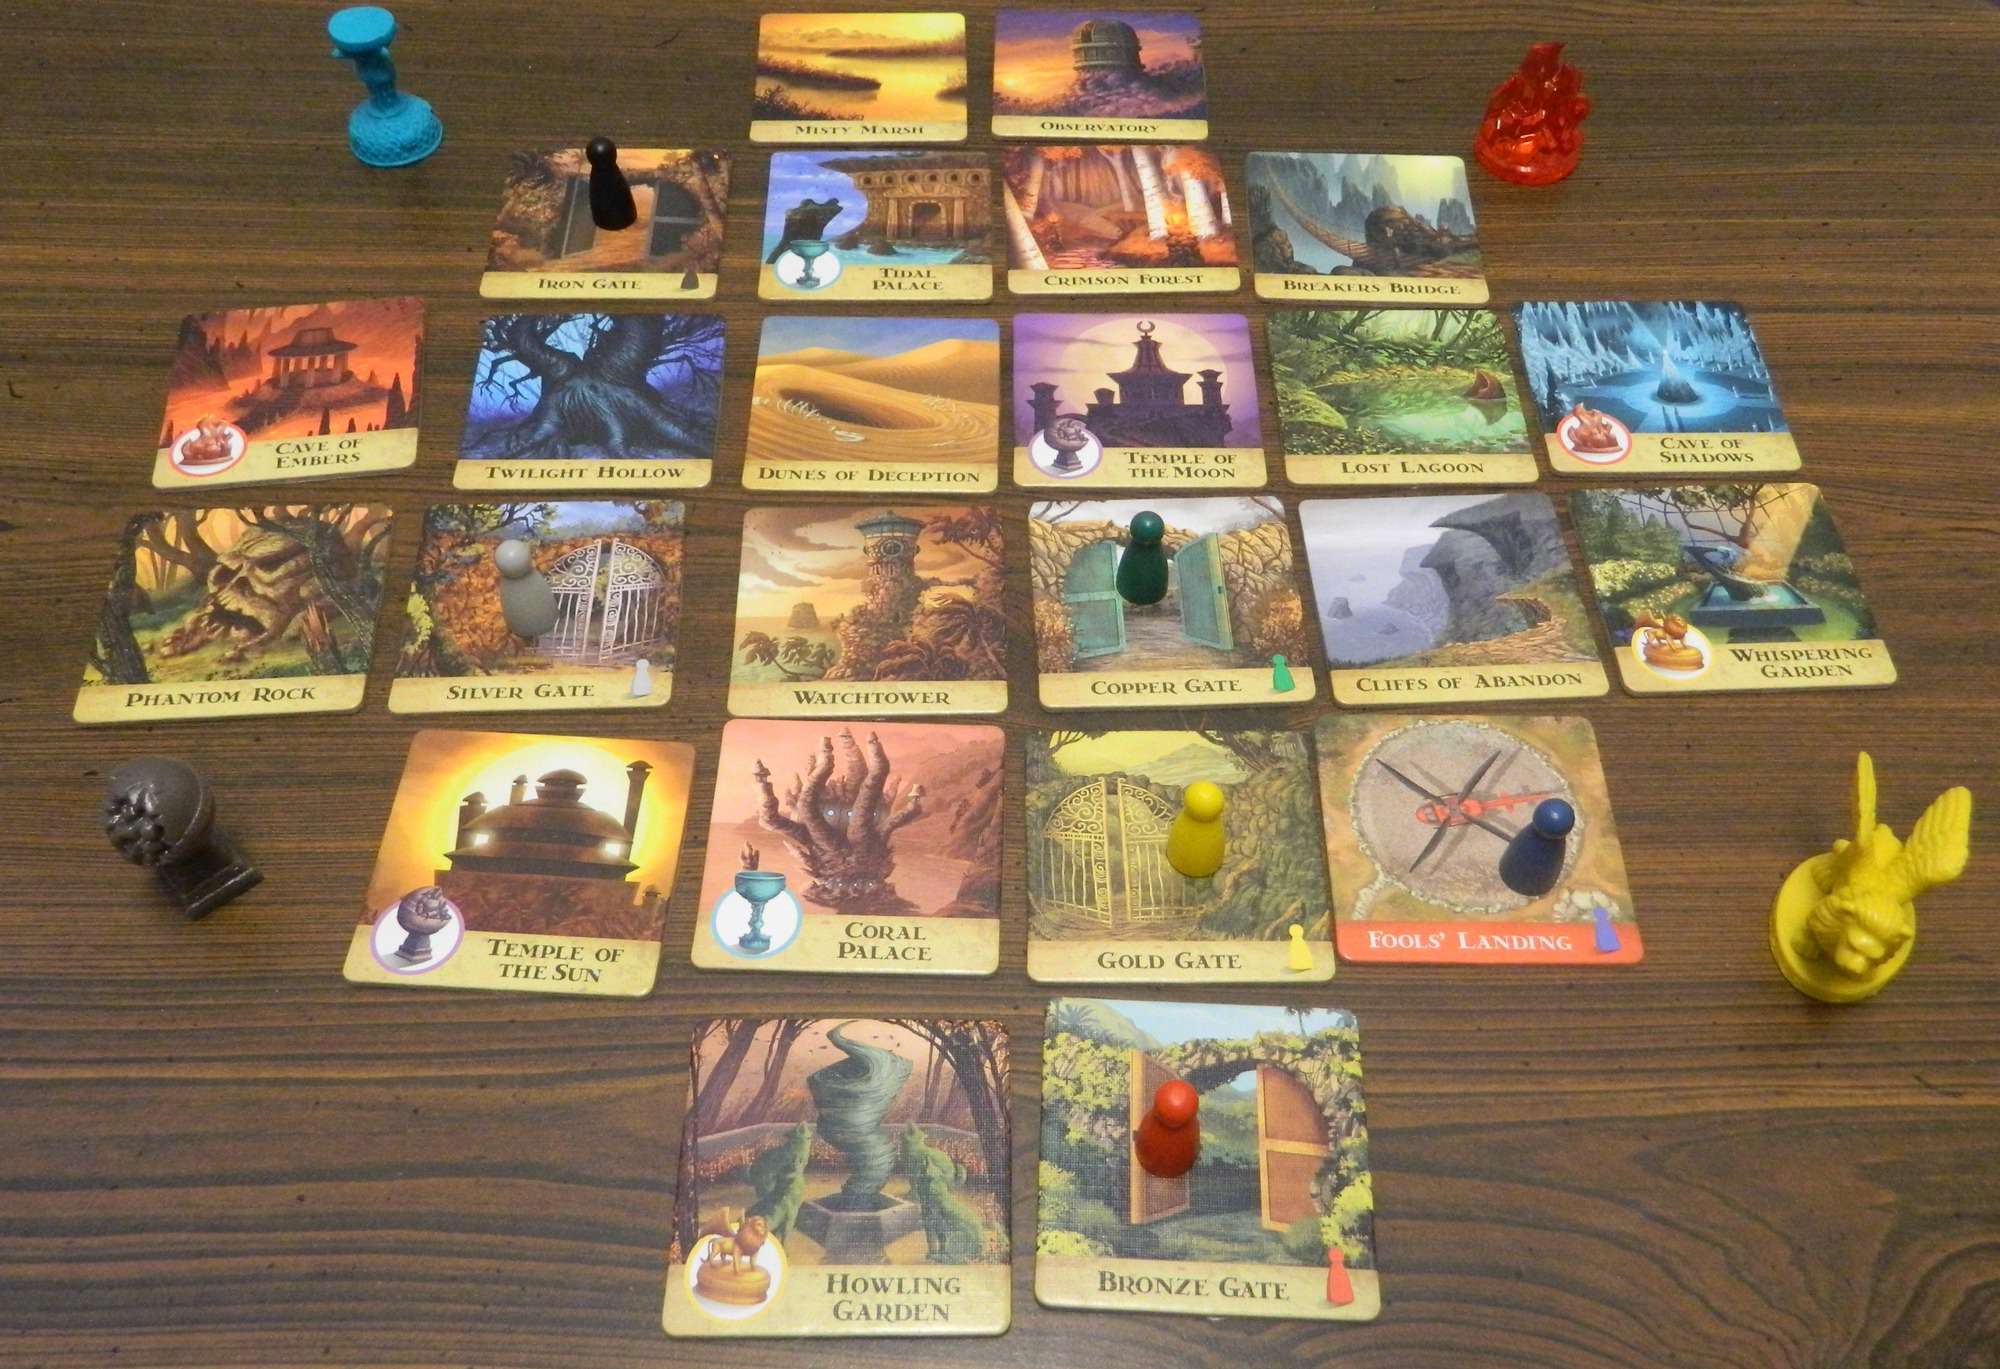 MISTY MARSH
OBSERVATORY
IRON GATE
TIDAL
PALACE
CRIMSON FOREST
BREAKERS BRIDGE
CAVE OF
EMBERS
TWILIGHT HOLLOW
DUNES OF DECEPTION
TEMPLE OF
THE MOON
LOST LAGOON
CAVE OF
SHADOWS
PHANTOM ROCK
SILVER GATE
WATCHTOWER
COPPER GATE
CLIFFS OF ABANDON
WHISPERING
GARDEN
TEMPLE OF
THE SUN
CORAL
PALACE
GOLD GATE
FOOLS' LANDING
HOWLING
GARDEN
BRONZE GATE